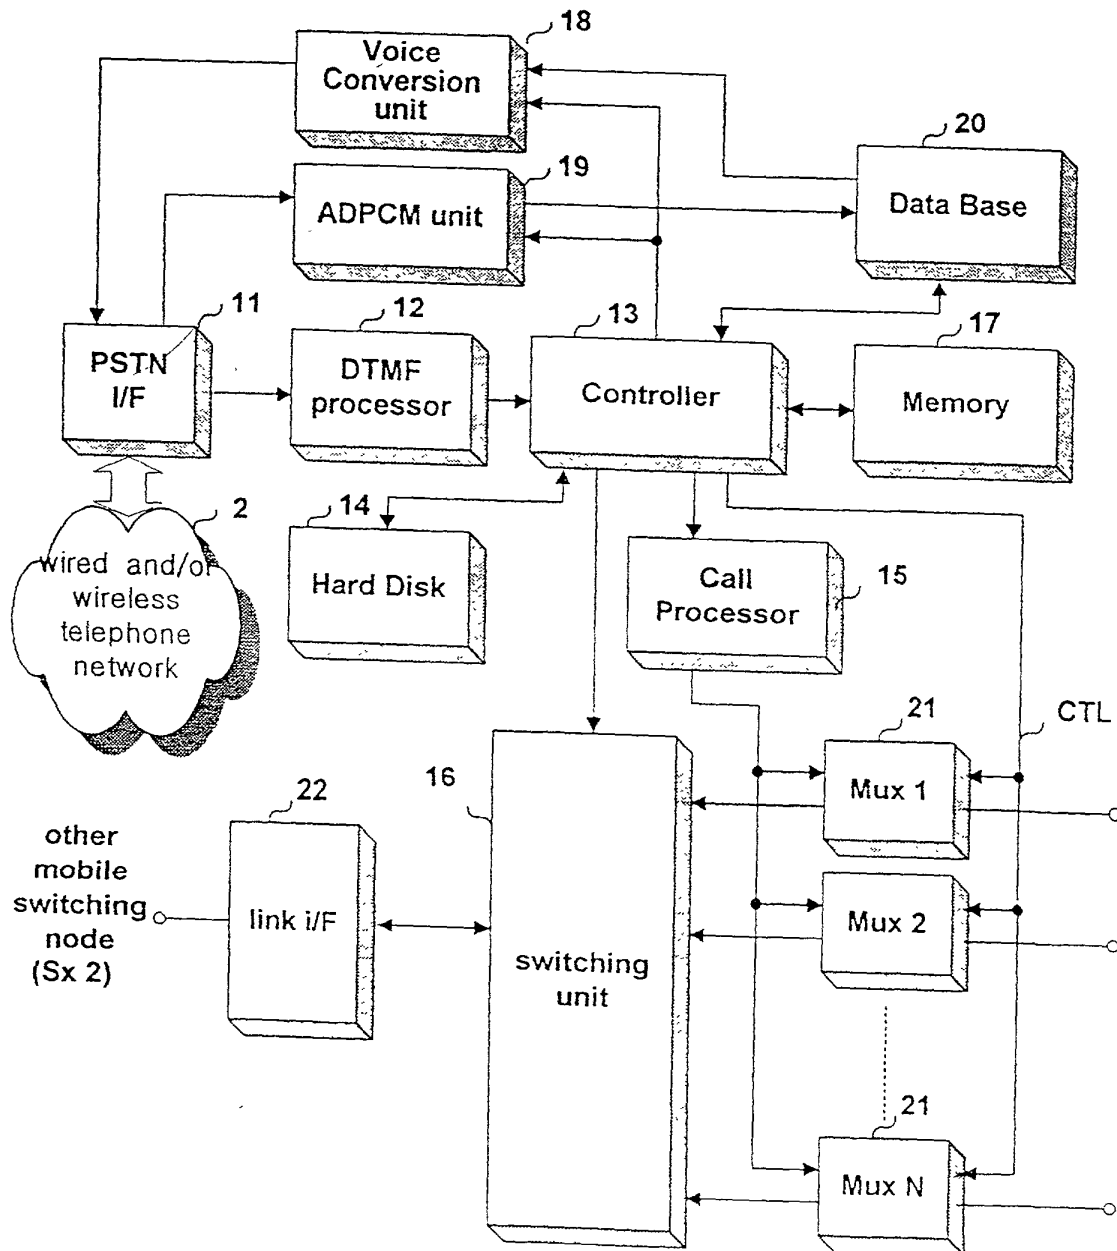 18
Voice
Conversion
unit
20
Data Base
19
ADPCM unit
11
PSTN
I/F
12
DTMF
processor
13
Controller
17
Memory
2
wired and/or
wireless
telephone
network
14
Hard Disk
Call
Processor
15
CTL
21
Mux 1
16
22
other
mobile
switching
node
(Sx 2)
link i/F
switching
unit
Mux 2
21
Mux N